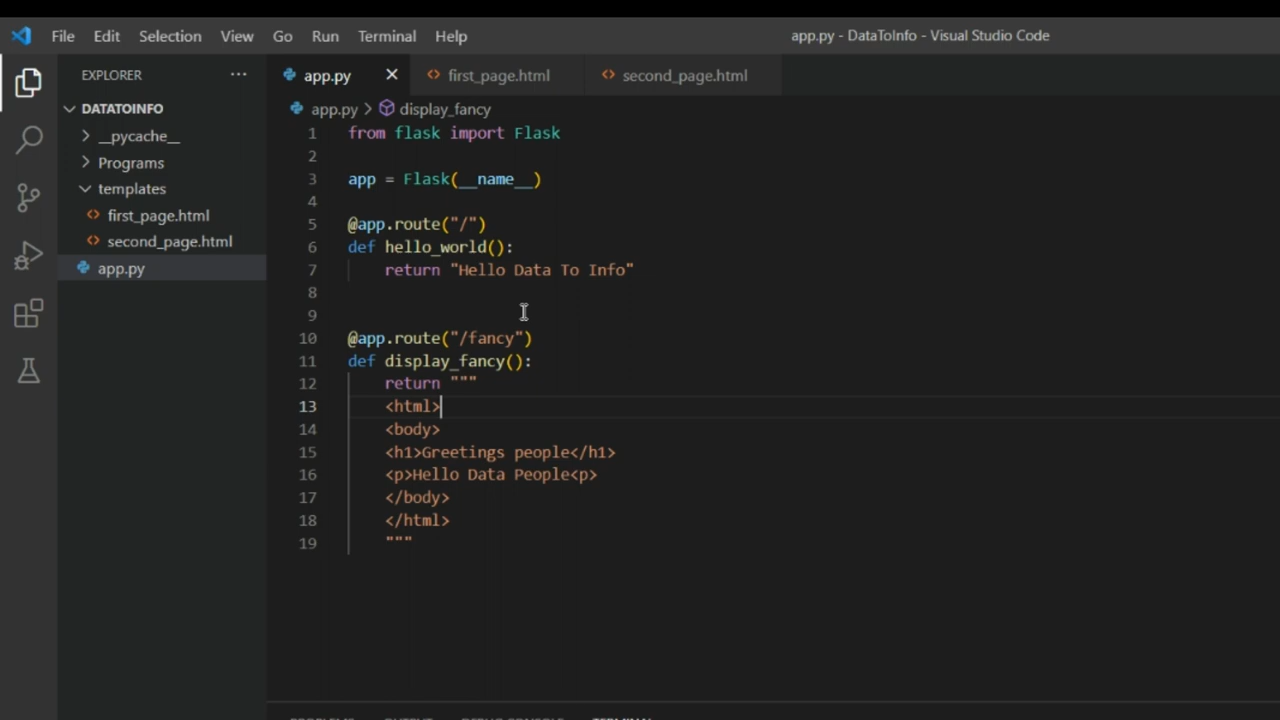 File Edit Selection View Go Run Terminal Help
app.py - DataToInfo - Visual Studio Code
EXPLORER ···
app.py
first_page.html
second_page.html
DATATOINFO
__pycache__
Programs
templates
first_page.html
second_page.html
app.py
app.py > display_fancy
1 from flask import Flask
2
3 app = Flask(__name__)
4
5 @app.route("/")
6 def hello_world():
7     return "Hello Data To Info"
8
9
10 @app.route("/fancy")
11 def display_fancy():
12     return """
13     <html>
14     <body>
15     <h1>Greetings people</h1>
16     <p>Hello Data People<p>
17     </body>
18     </html>
19     """